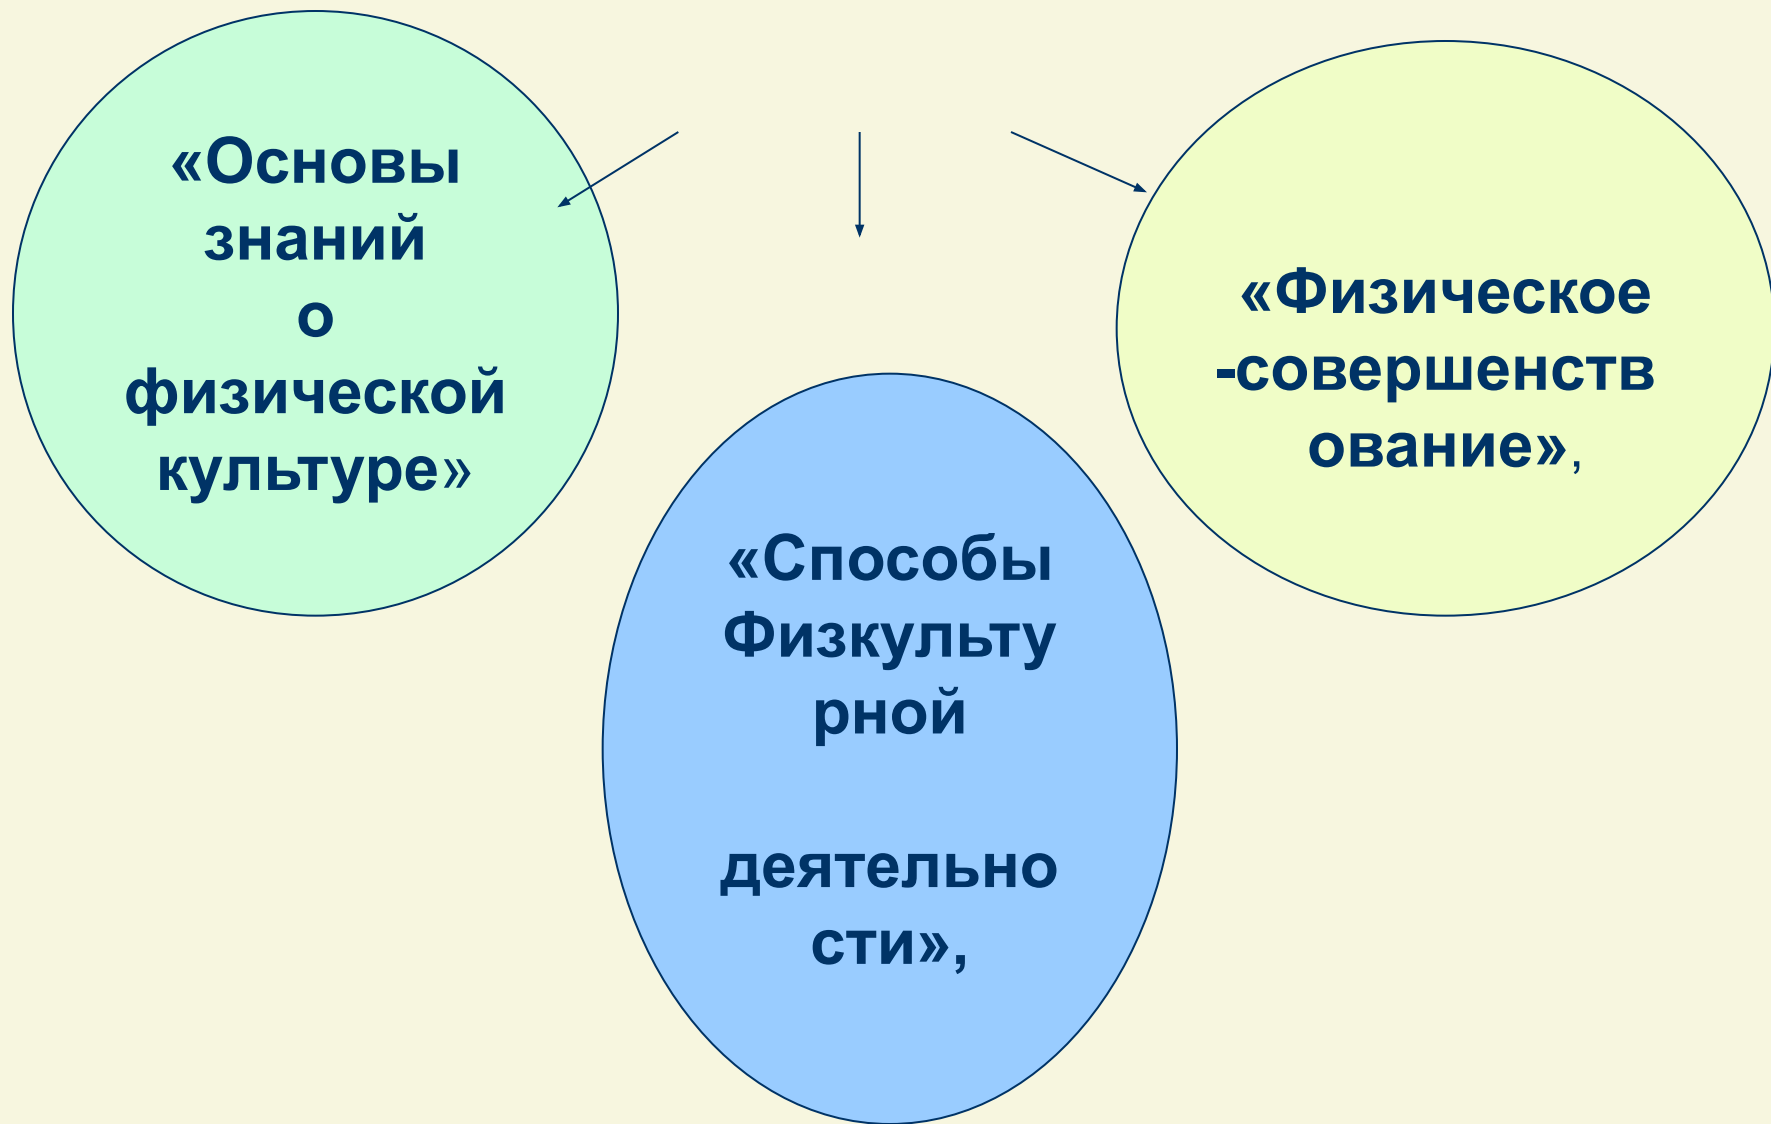 «Основы
знаний
о
физической
культуре»
«Способы
Физкульту
рной
деятельно
сти»,
«Физическое
-совершенств
ование»,